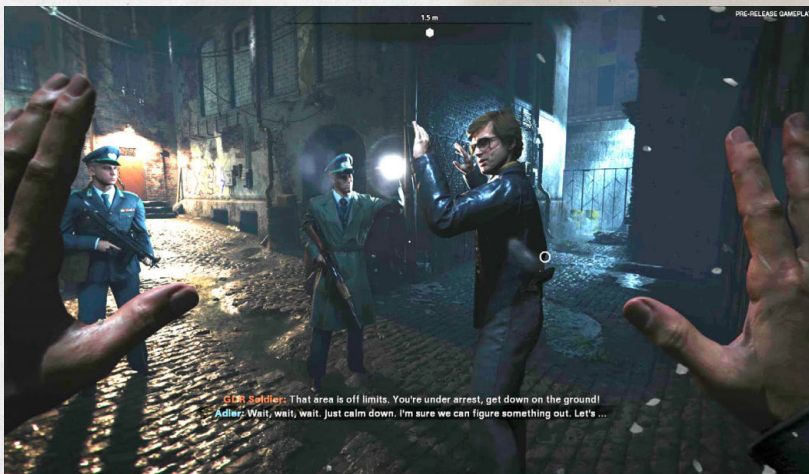 1.5 m
PRE-RELEASE GAMEPLAY
GDR Soldier: That area is off limits. You're under arrest, get down on the ground!
Adler: Wait, wait, wait. Just calm down. I'm sure we can figure something out. Let's ...